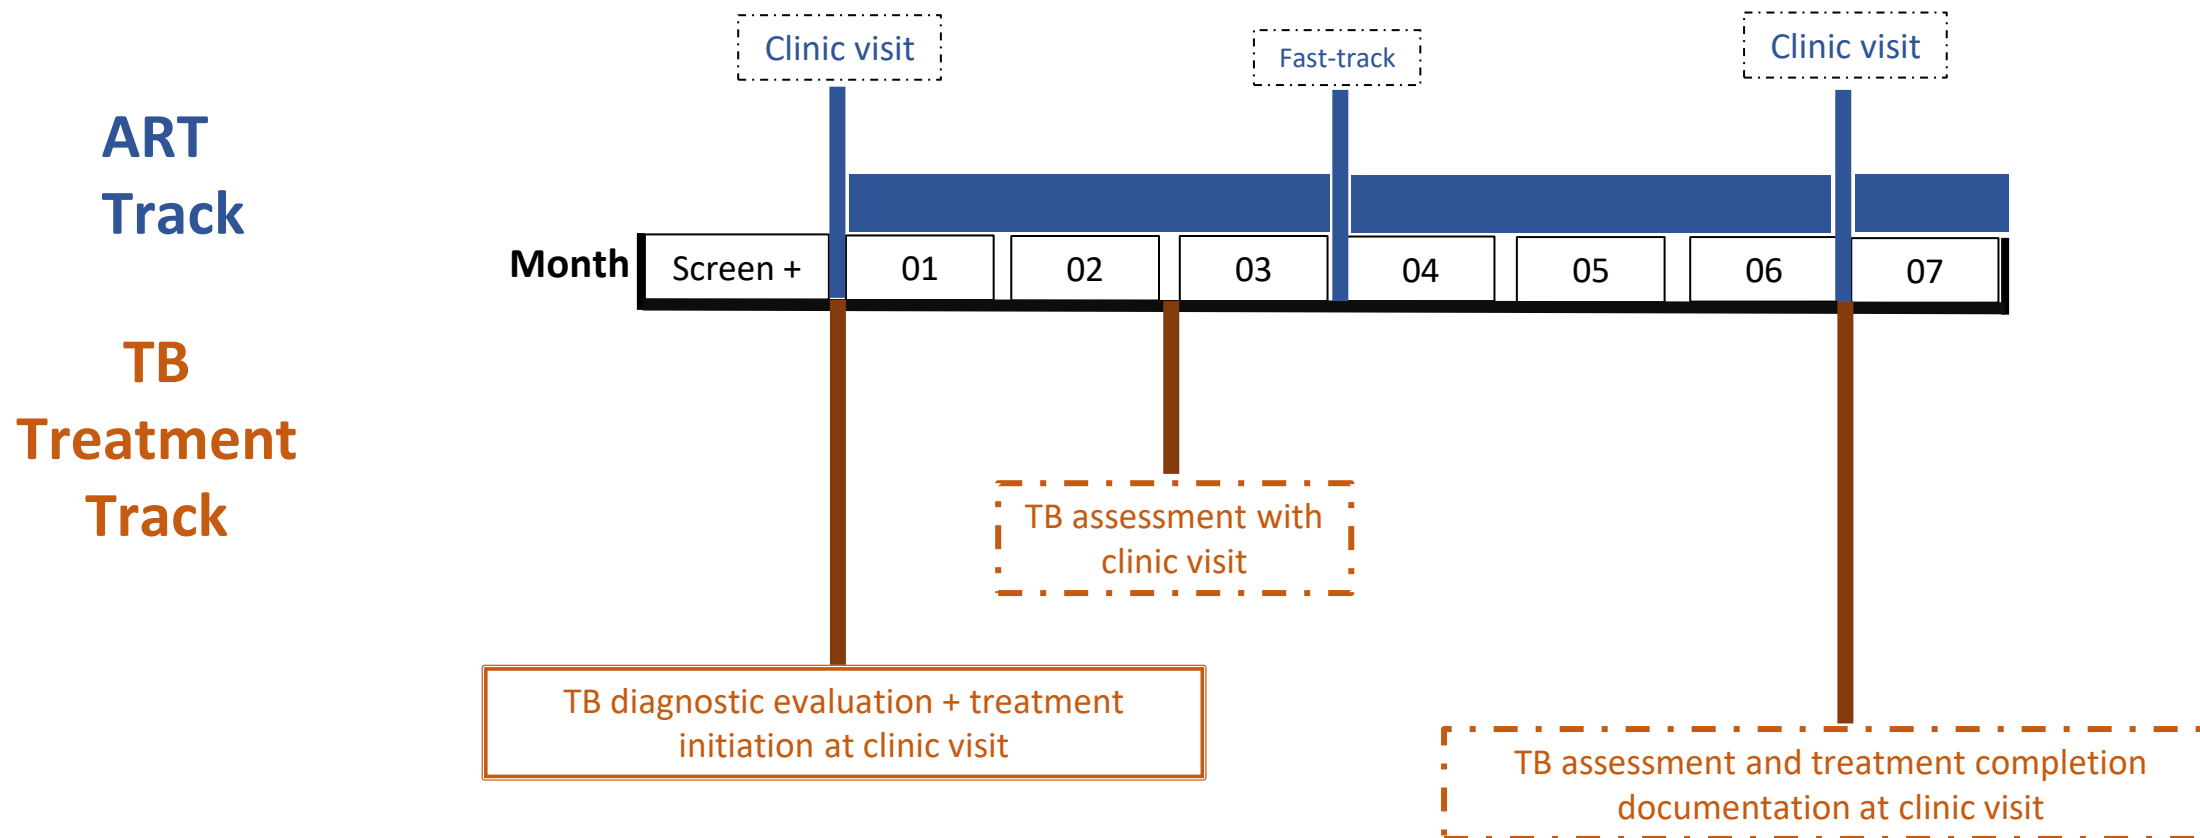 Clinic visit
Fast-track
Clinic visit
ART
Track
Month
Screen +
01
02
03
04
05
06
07
TB
Treatment
Track
TB assessment with
clinic visit
TB diagnostic evaluation + treatment
initiation at clinic visit
TB assessment and treatment completion
documentation at clinic visit